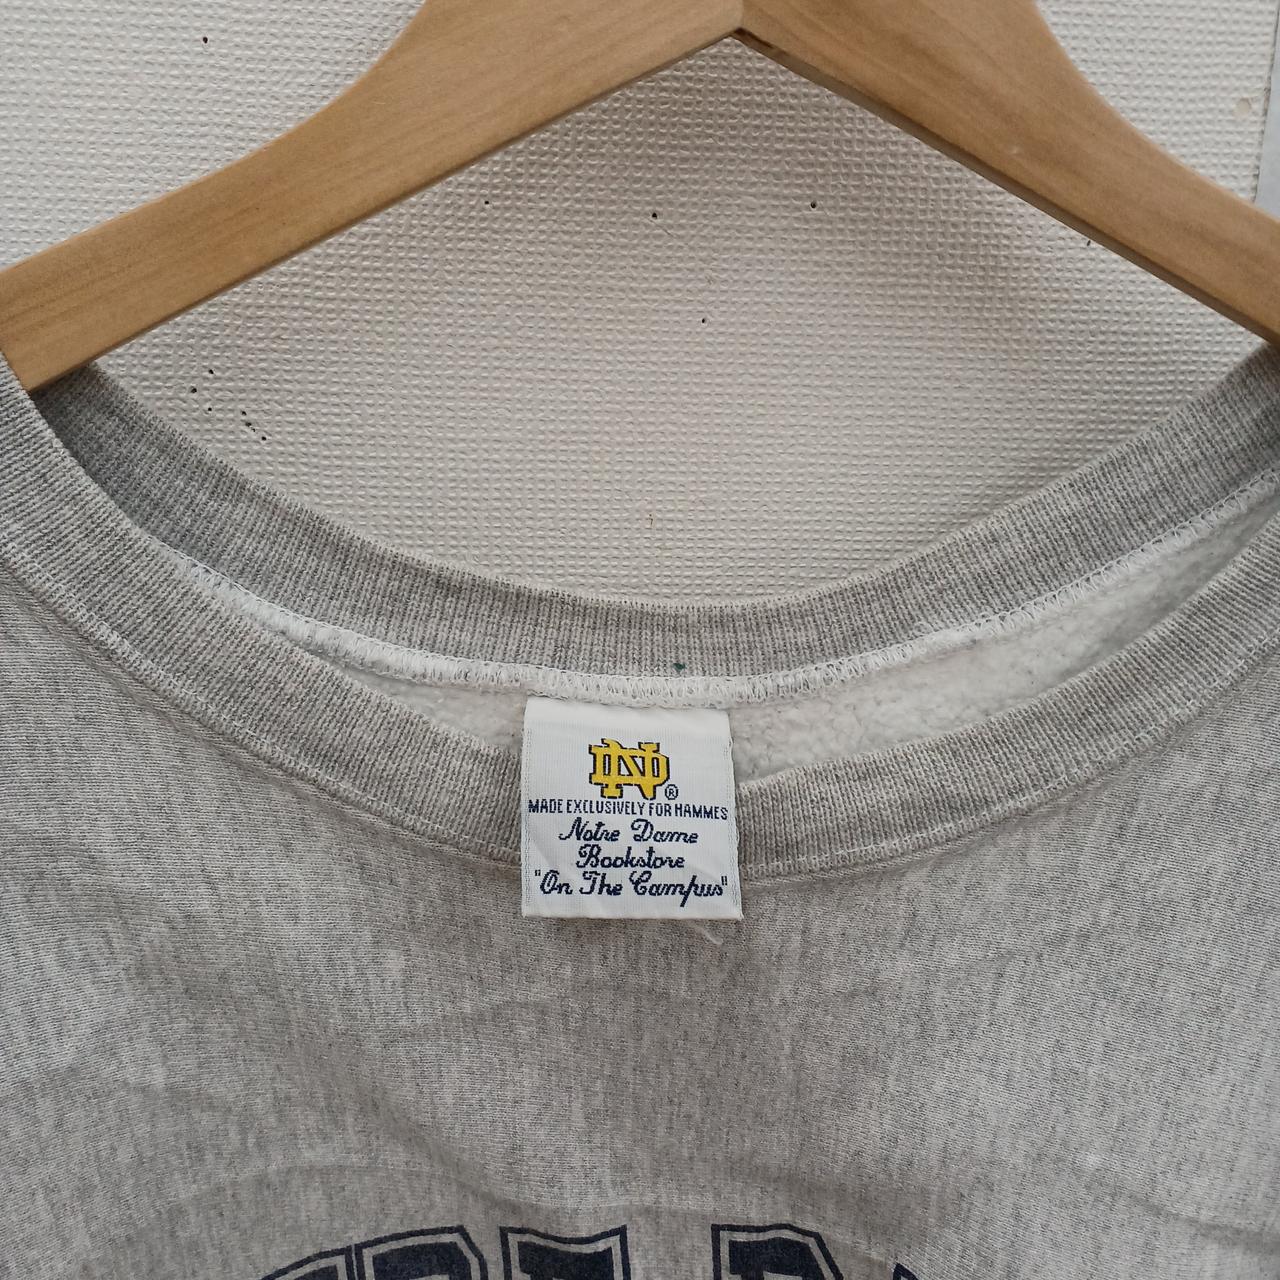 ND ®
MADE EXCLUSIVELY FOR HAMMES
Notre Dame
Bookstore
"On The Campus"